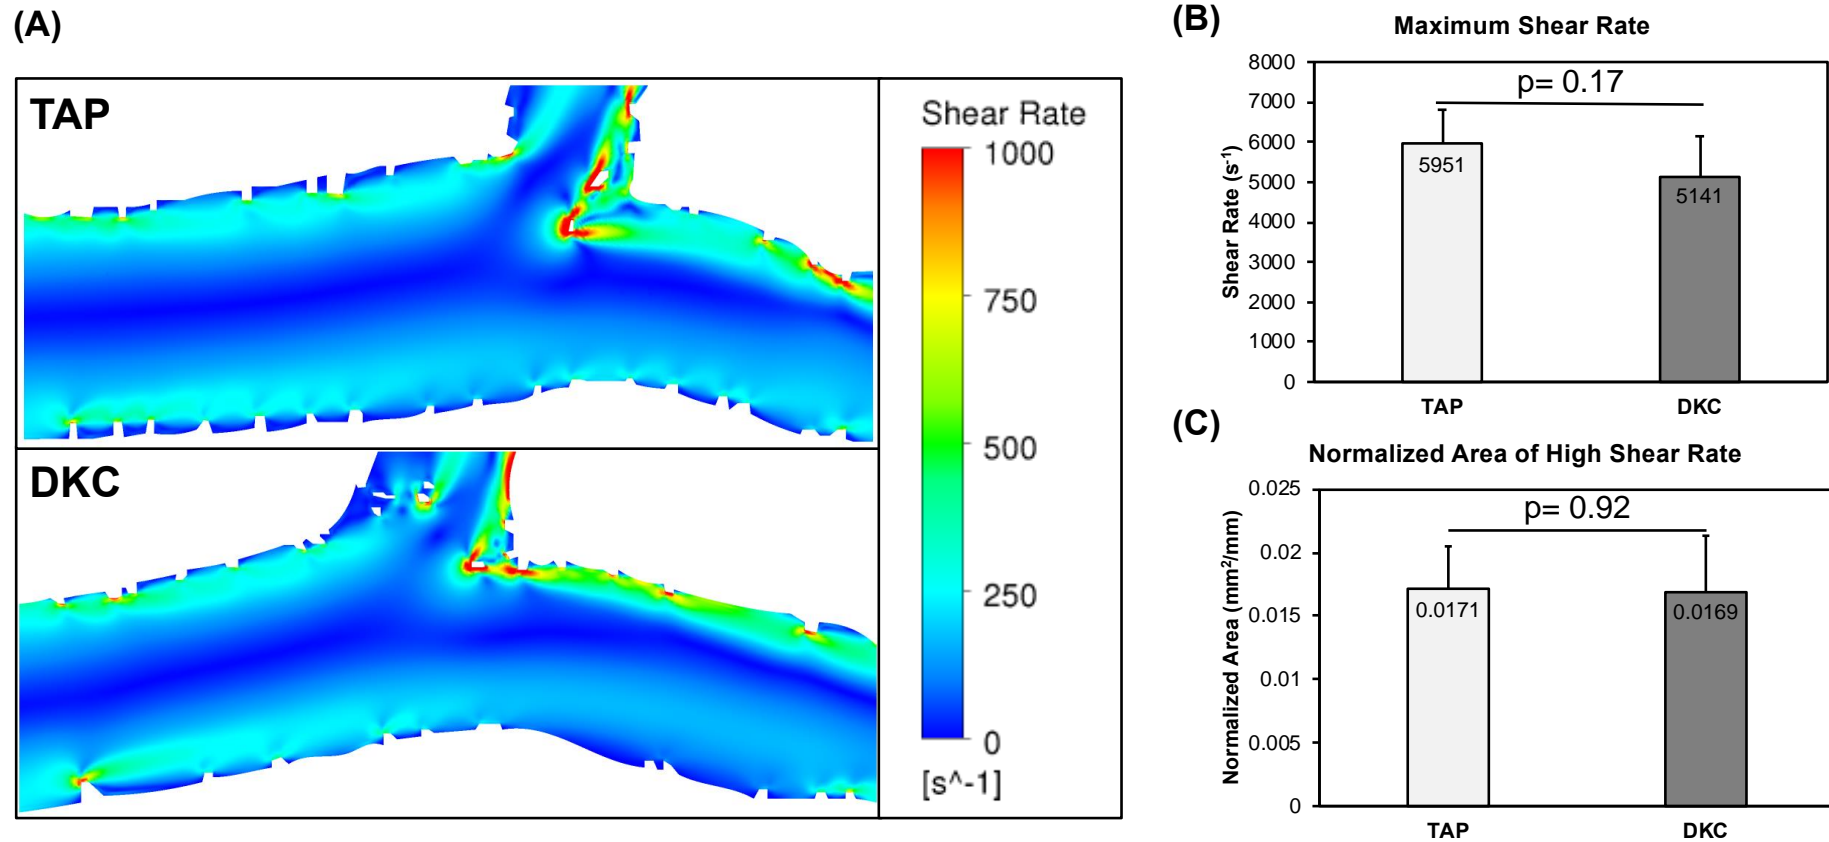 (A)
TAP
DKC
Shear Rate
1000
750
500
250
0
[s^-1]
(B)
Maximum Shear Rate
Shear Rate (s⁻¹)
8000
7000
6000
5000
4000
3000
2000
1000
0
p= 0.17
5951
5141
TAP
DKC
(C)
Normalized Area of High Shear Rate
Normalized Area (mm²/mm)
0.025
0.02
0.015
0.01
0.005
0
p= 0.92
0.0171
0.0169
TAP
DKC